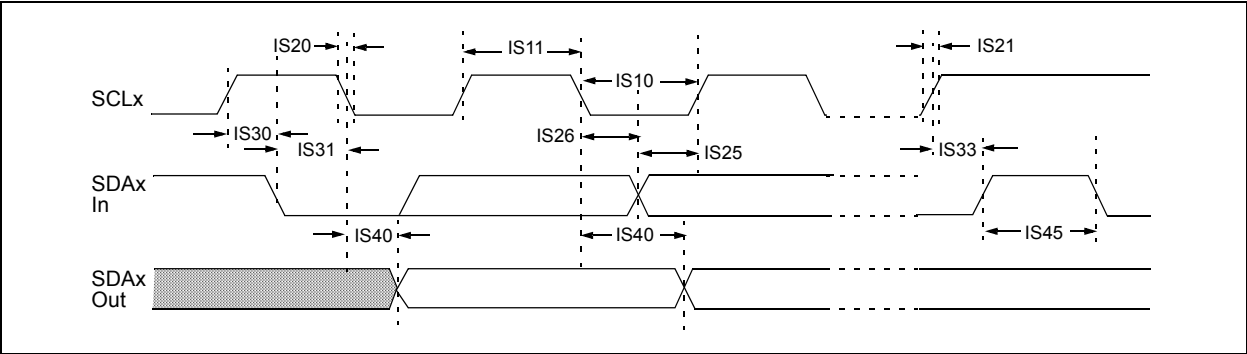 IS20
IS11
IS21
IS10
SCLx
IS30
IS31
IS26
IS25
IS33
SDAx
In
IS40
IS40
IS45
SDAx
Out